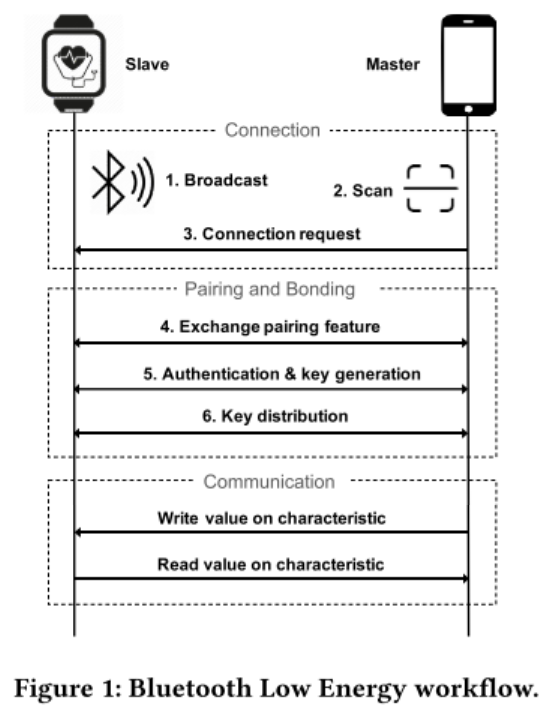 Slave
Master
Connection
1. Broadcast
2. Scan
3. Connection request
Pairing and Bonding
4. Exchange pairing feature
5. Authentication & key generation
6. Key distribution
Communication
Write value on characteristic
Read value on characteristic
Figure 1: Bluetooth Low Energy workflow.